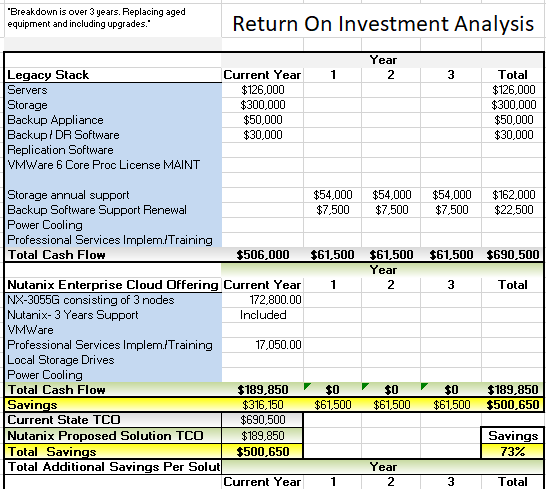 "Breakdown is over 3 years. Replacing aged
equipment and including upgrades."
Return On Investment Analysis
Year
Legacy Stack Current Year 1 2 3 Total
Servers $126,000 $126,000
Storage $300,000 $300,000
Backup Appliance $50,000 $50,000
Backup / DR Software $30,000 $30,000
Replication Software
VMWare 6 Core Proc License MAINT
Storage annual support $54,000 $54,000 $54,000 $162,000
Backup Software Support Renewal $7,500 $7,500 $7,500 $22,500
Power Cooling
Professional Services Implem./Training
Total Cash Flow $506,000 $61,500 $61,500 $61,500 $690,500
Year
Nutanix Enterprise Cloud Offering Current Year 1 2 3 Total
NX-3055G consisting of 3 nodes 172,800.00
Nutanix- 3 Years Support Included
VMWare
Professional Services Implem./Training 17,050.00
Local Storage Drives
Power Cooling
Total Cash Flow $189,850 $0 $0 $0 $189,850
Savings $316,150 $61,500 $61,500 $61,500 $500,650
Current State TCO $690,500
Nutanix Proposed Solution TCO $189,850 Savings
Total Savings $500,650 73%
Total Additional Savings Per Solut Year
Current Year 1 2 3 Total